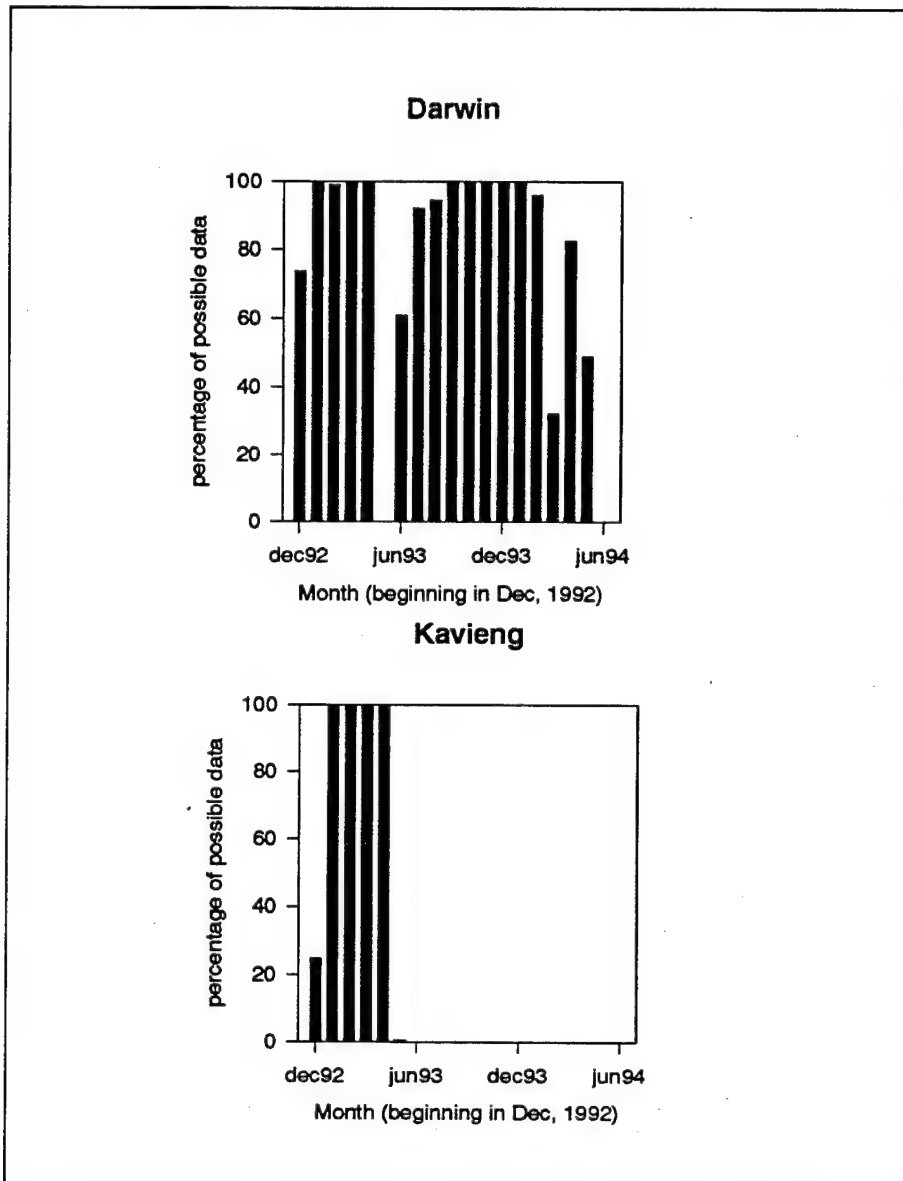 Darwin
percentage of possible data
100
80
60
40
20
0
dec92 jun93 dec93 jun94
Month (beginning in Dec, 1992)
Kavieng
percentage of possible data
100
80
60
40
20
0
dec92 jun93 dec93 jun94
Month (beginning in Dec, 1992)